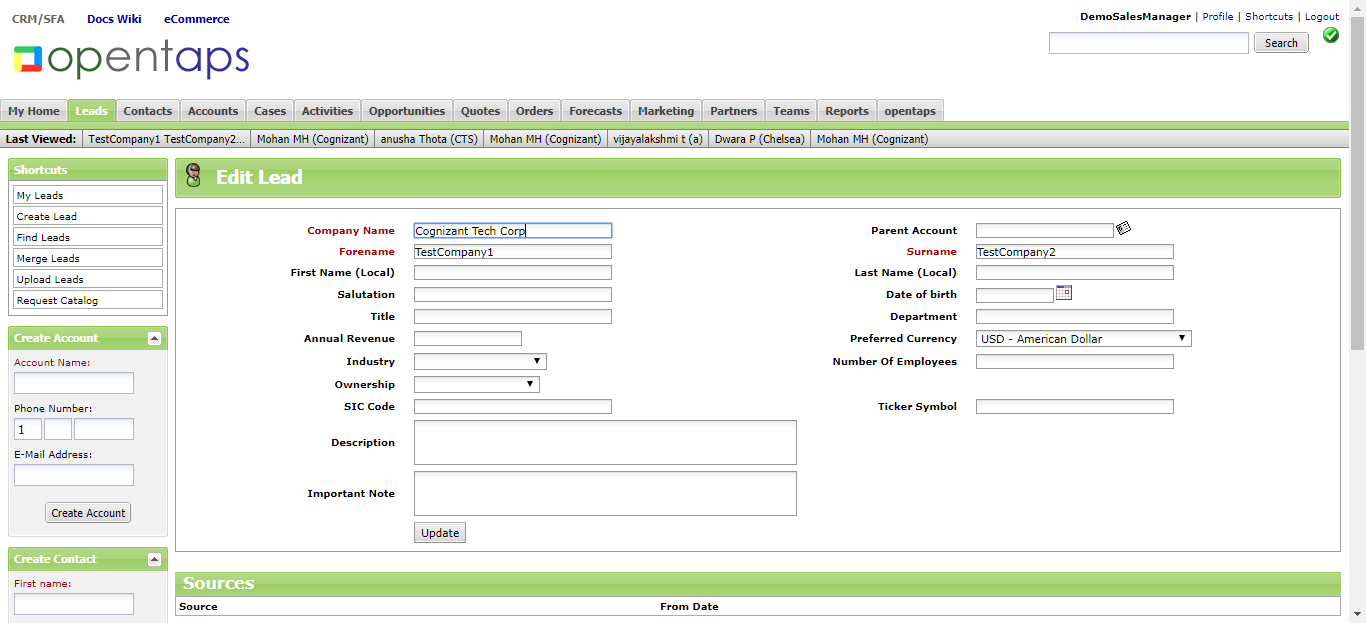 CRM/SFA Docs Wiki eCommerce
DemoSalesManager | Profile | Shortcuts | Logout
opentaps
Search
My Home Leads Contacts Accounts Cases Activities Opportunities Quotes Orders Forecasts Marketing Partners Teams Reports opentaps
Last Viewed: TestCompany1 TestCompany2... Mohan MH (Cognizant) anusha Thota (CTS) Mohan MH (Cognizant) vijayalakshmi t (a) Dwara P (Chelsea) Mohan MH (Cognizant)
Shortcuts
My Leads
Create Lead
Find Leads
Merge Leads
Upload Leads
Request Catalog
Create Account
Account Name:
Phone Number:
1
E-Mail Address:
Create Account
Create Contact
First name:
Edit Lead
Company Name Cognizant Tech Corp Parent Account
Forename TestCompany1 Surname TestCompany2
First Name (Local) Last Name (Local)
Salutation Date of birth
Title Department
Annual Revenue Preferred Currency USD - American Dollar
Industry Number Of Employees
Ownership
SIC Code Ticker Symbol
Description
Important Note
Update
Sources
Source From Date